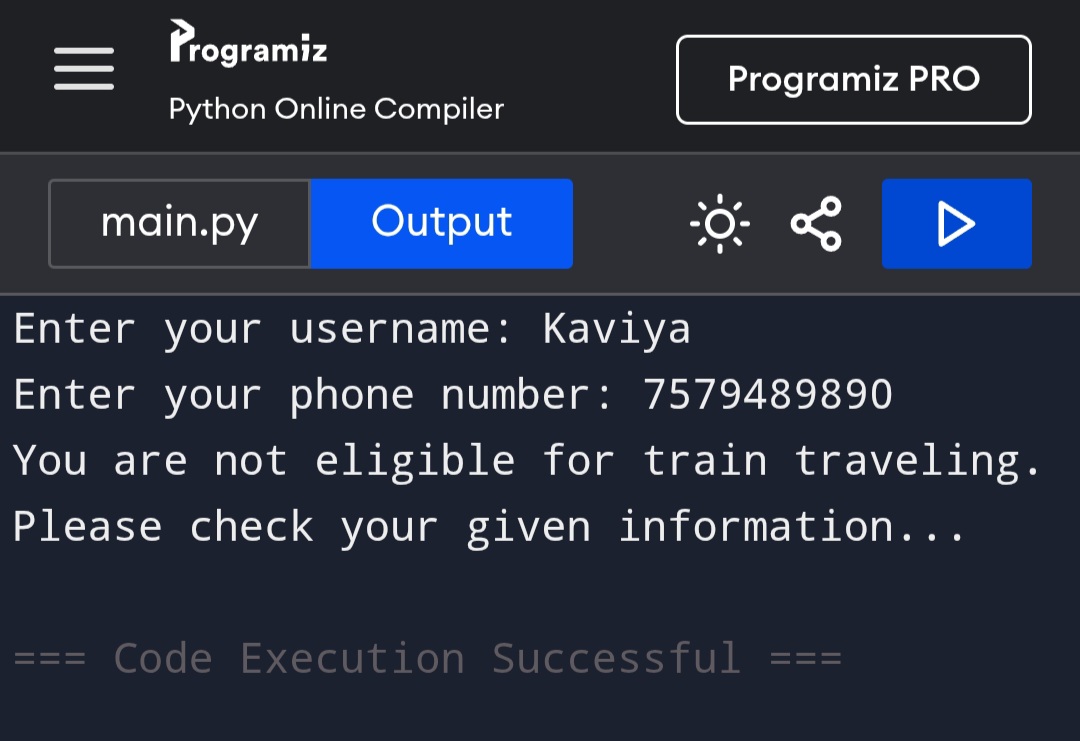 Programiz
Python Online Compiler
Programiz PRO
main.py
Output
Enter your username: Kaviya
Enter your phone number: 7579489890
You are not eligible for train traveling.
Please check your given information...
=== Code Execution Successful ===